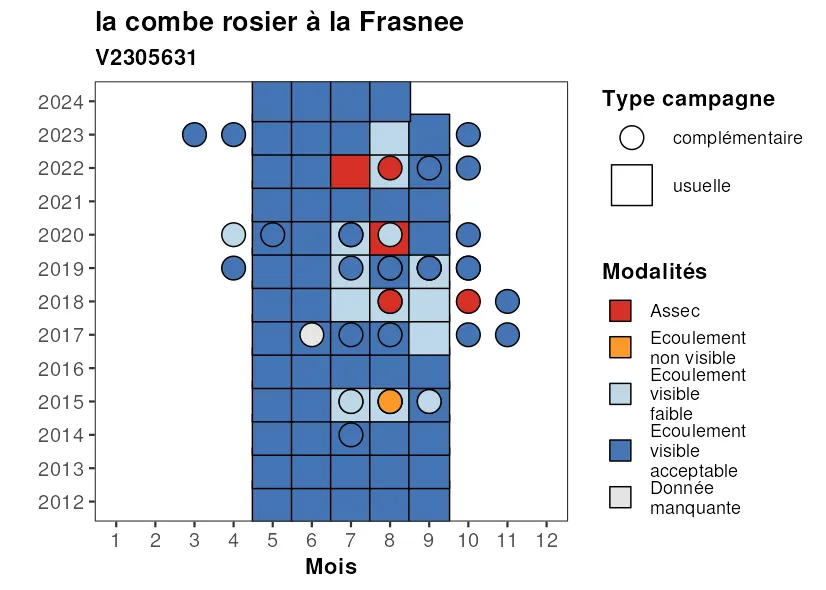 la combe rosier à la Frasnee
V2305631
2024
2023
2022
2021
2020
2019
2018
2017
2016
2015
2014
2013
2012
1 2 3 4 5 6 7 8 9 10 11 12
Mois
Type campagne
complémentaire
usuelle
Modalités
Assec
Ecoulement
non visible
Ecoulement
visible
faible
Ecoulement
visible
acceptable
Donnée
manquante